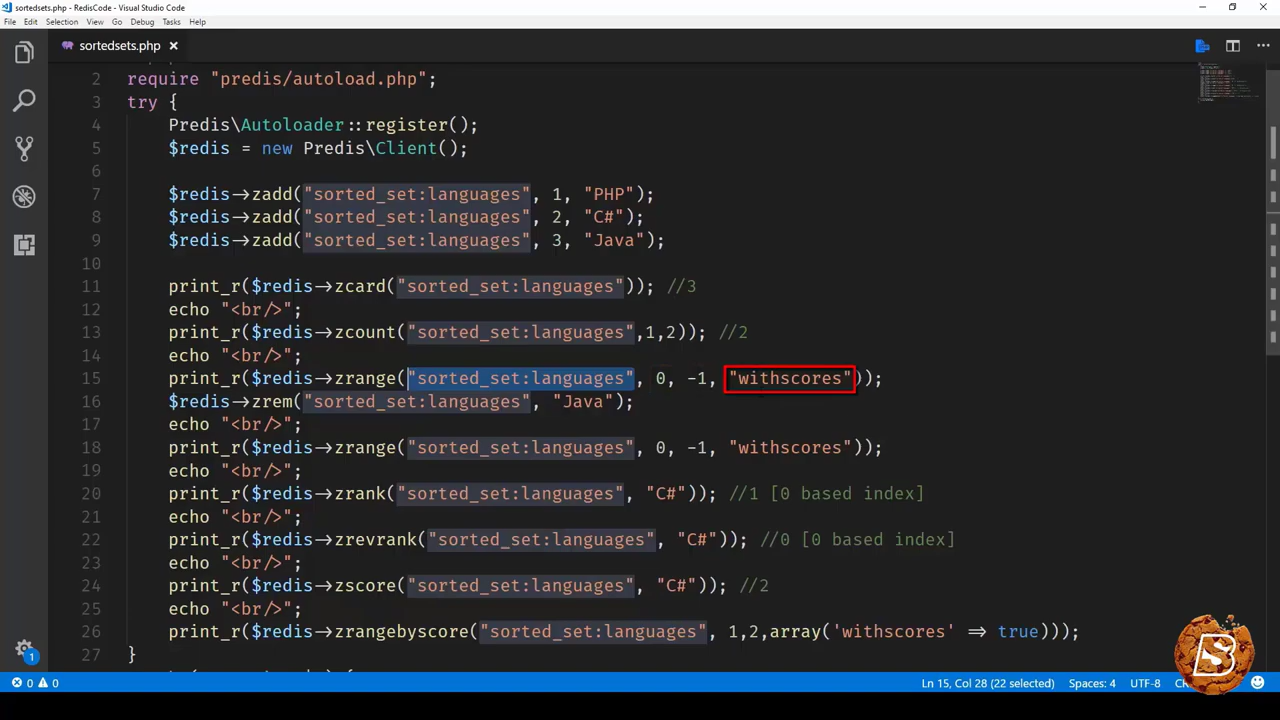 sortedsets.php - RedisCode - Visual Studio Code
File Edit Selection View Go Debug Tasks Help
sortedsets.php
2 require "predis/autoload.php";
3 try {
4 Predis\Autoloader::register();
5 $redis = new Predis\Client();
6
7 $redis->zadd("sorted_set:languages", 1, "PHP");
8 $redis->zadd("sorted_set:languages", 2, "C#");
9 $redis->zadd("sorted_set:languages", 3, "Java");
10
11 print_r($redis->zcard("sorted_set:languages")); //3
12 echo "<br/>";
13 print_r($redis->zcount("sorted_set:languages",1,2)); //2
14 echo "<br/>";
15 print_r($redis->zrange("sorted_set:languages", 0, -1, "withscores"));
16 $redis->zrem("sorted_set:languages", "Java");
17 echo "<br/>";
18 print_r($redis->zrange("sorted_set:languages", 0, -1, "withscores"));
19 echo "<br/>";
20 print_r($redis->zrank("sorted_set:languages", "C#")); //1 [0 based index]
21 echo "<br/>";
22 print_r($redis->zrevrank("sorted_set:languages", "C#")); //0 [0 based index]
23 echo "<br/>";
24 print_r($redis->zscore("sorted_set:languages", "C#")); //2
25 echo "<br/>";
26 print_r($redis->zrangebyscore("sorted_set:languages", 1,2,array('withscores' => true)));
27 }
1
0 0 Ln 15, Col 28 (22 selected) Spaces: 4 UTF-8